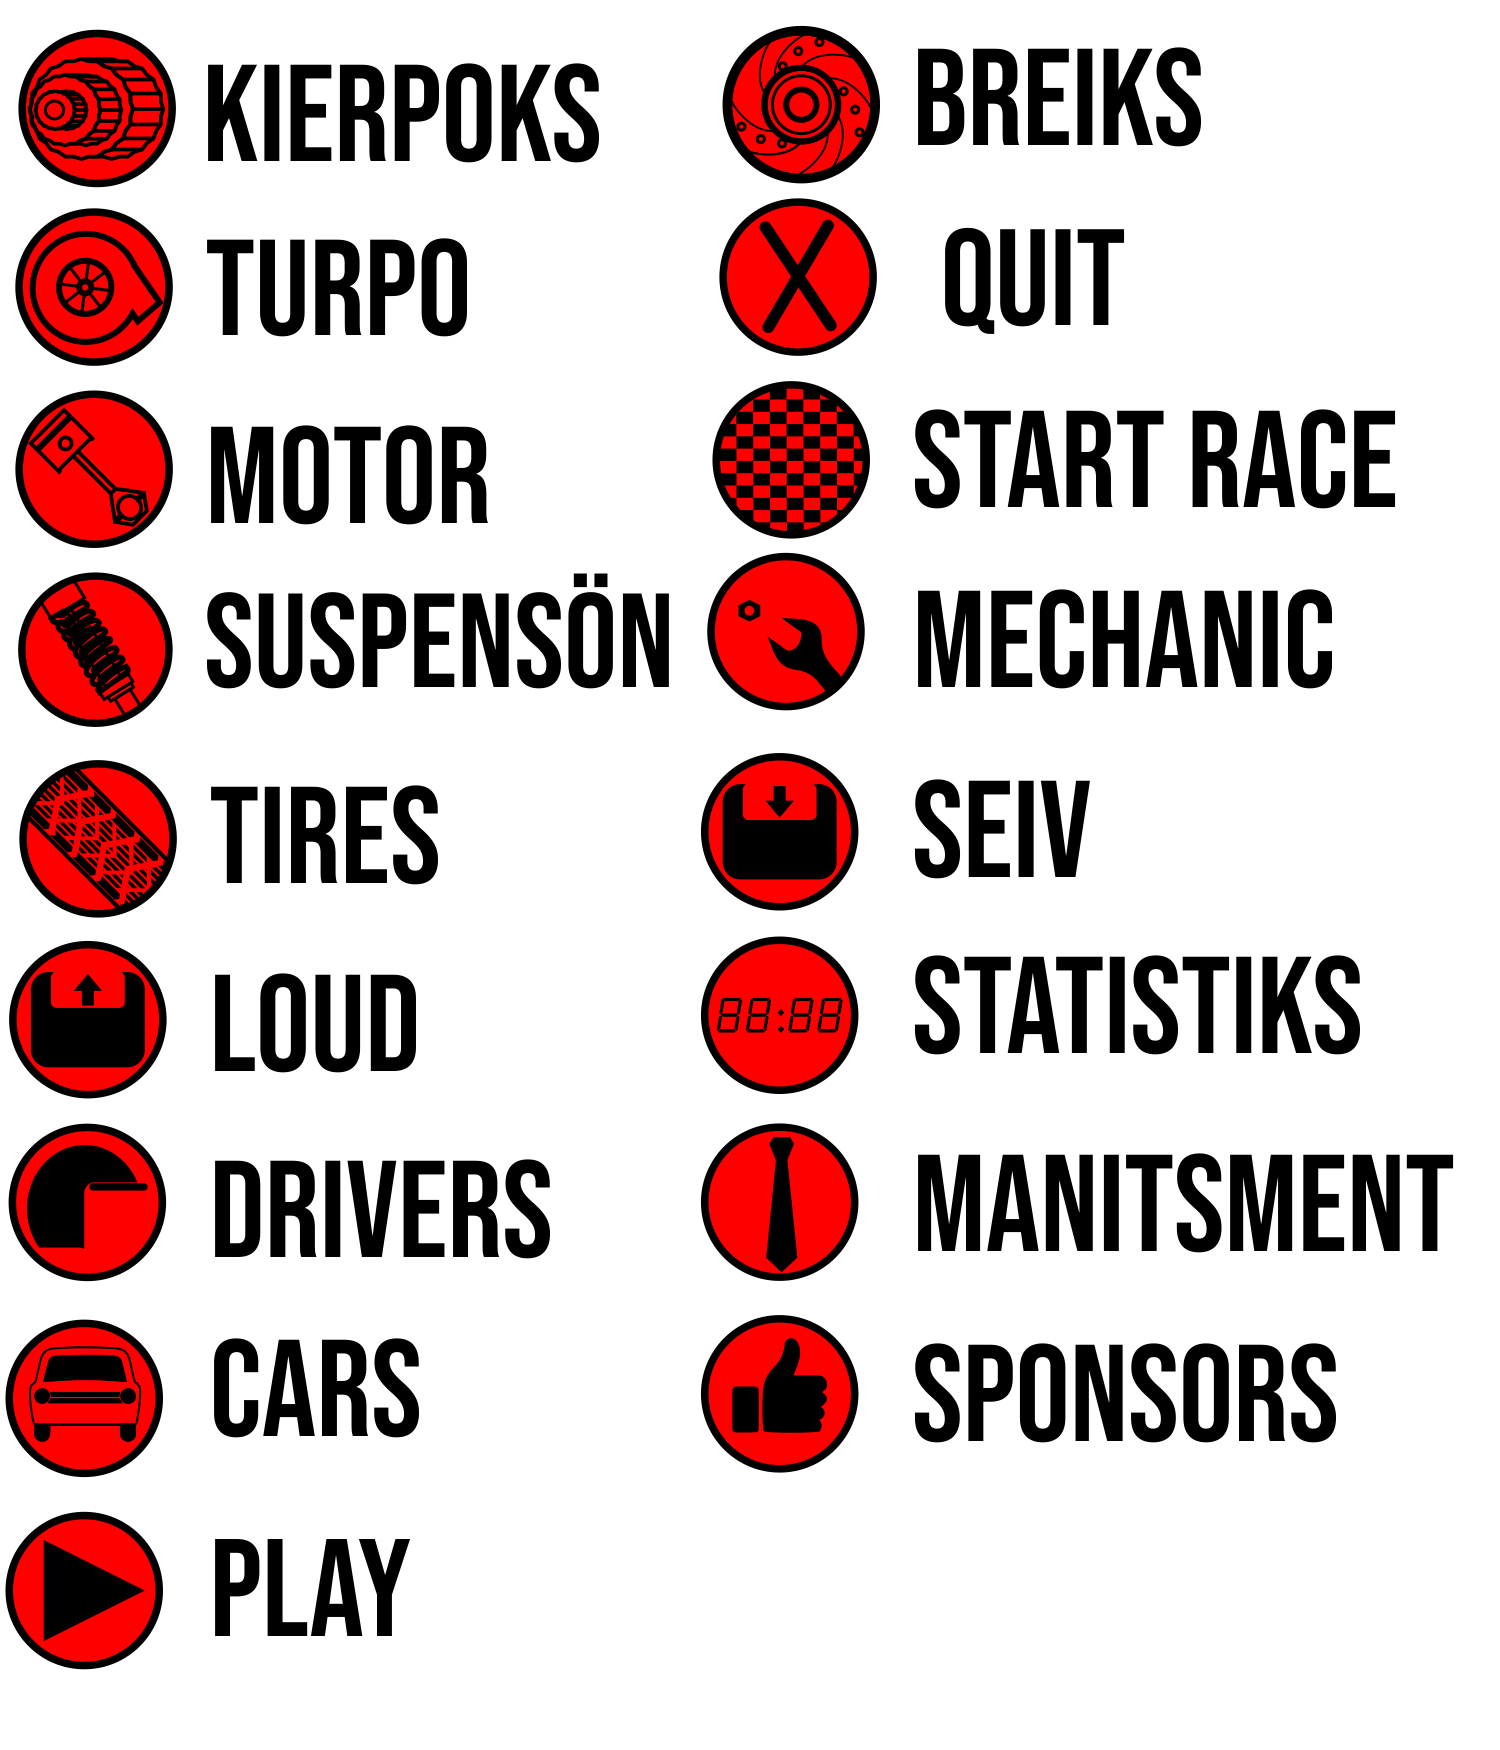 KIERPOKS
TURPO
MOTOR
SUSPENSÖN
TIRES
LOUD
DRIVERS
CARS
PLAY
BREIKS
QUIT
START RACE
MECHANIC
SEIV
88:88
STATISTIKS
MANITSMENT
SPONSORS